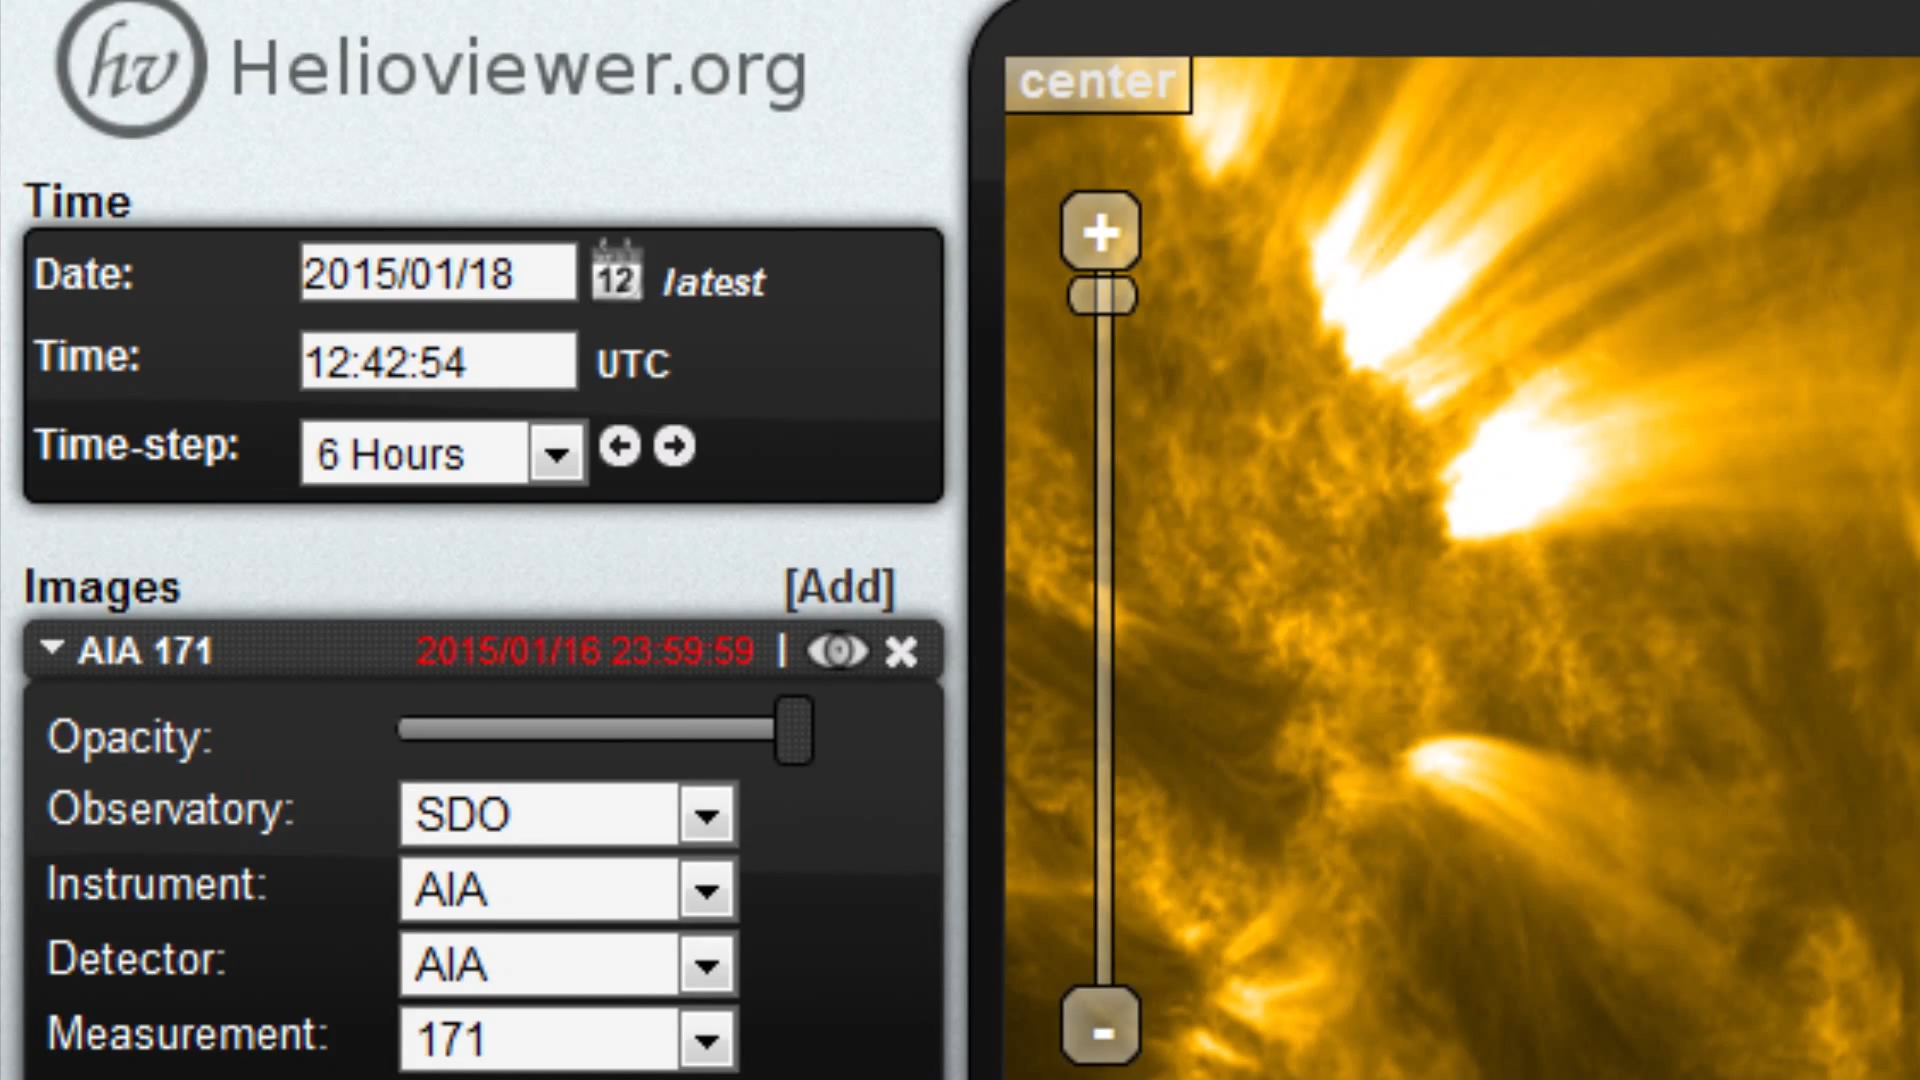 hv Helioviewer.org
center
Time
Date: 2015/01/18 12 latest
Time: 12:42:54 UTC
Time-step: 6 Hours
Images [Add]
AIA 171 2015/01/16 23:59:59
Opacity:
Observatory: SDO
Instrument: AIA
Detector: AIA
Measurement: 171
+
-